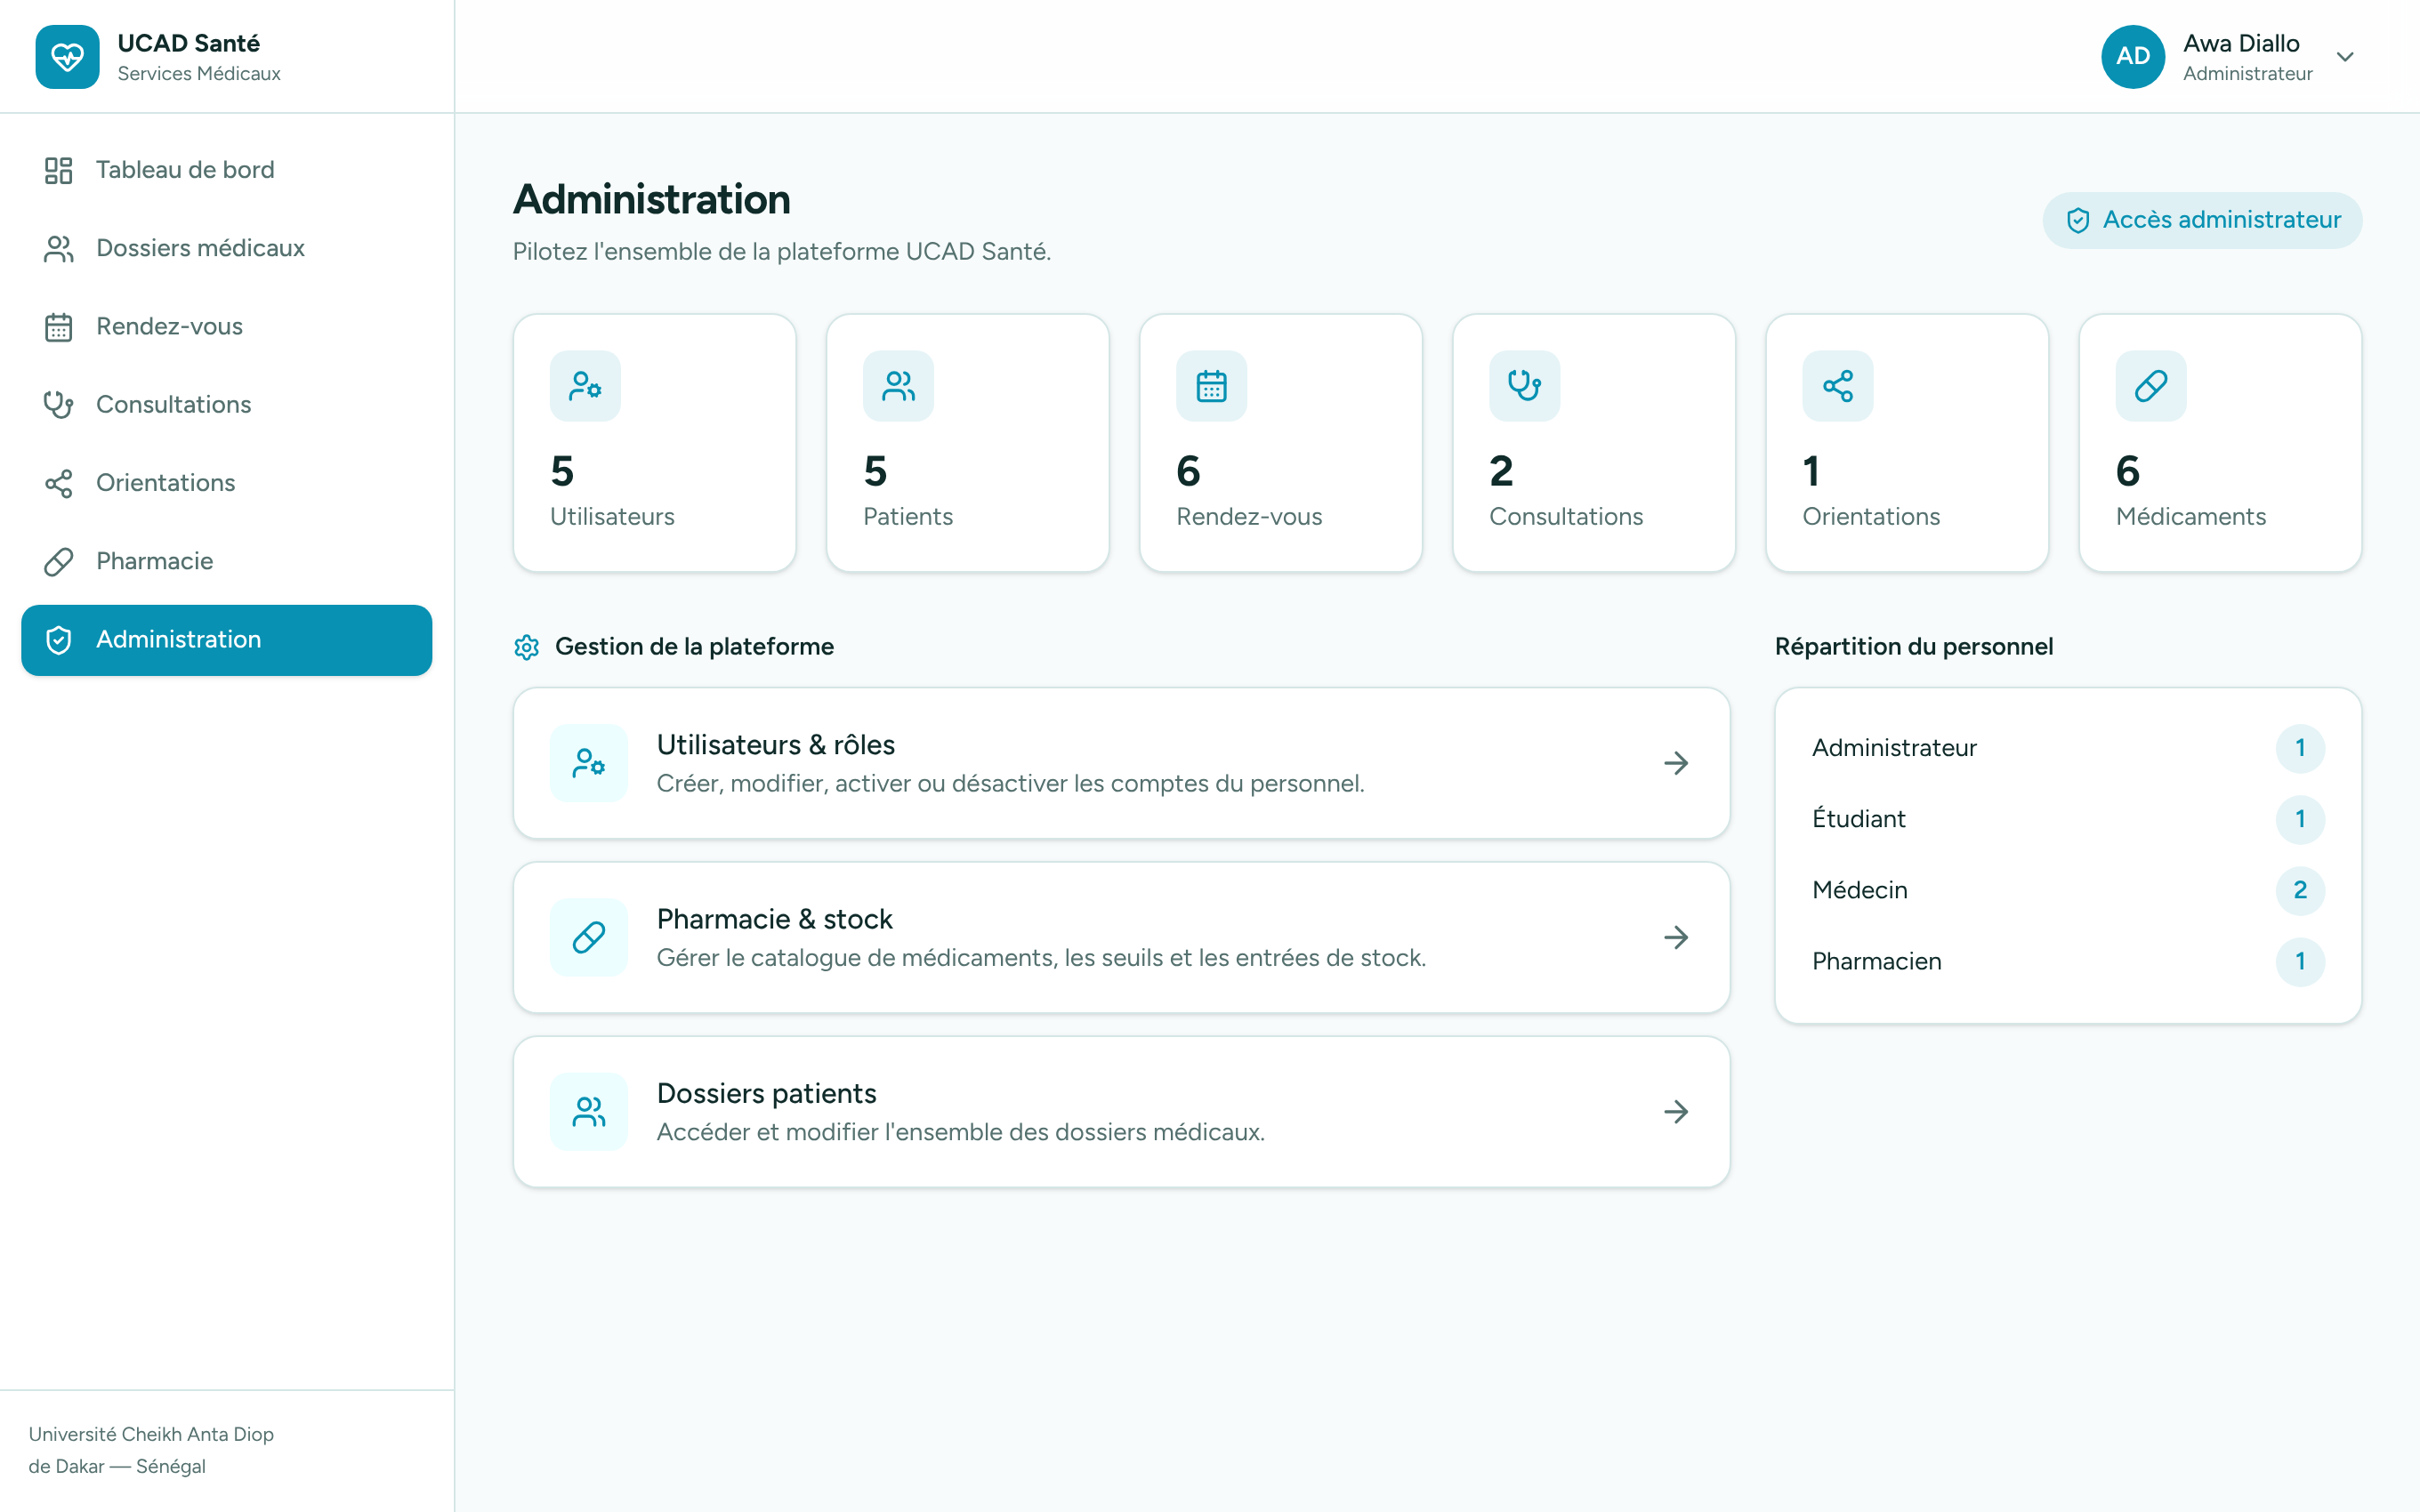 UCAD Santé
Services Médicaux
AD
Awa Diallo
Administrateur
Tableau de bord
Dossiers médicaux
Rendez-vous
Consultations
Orientations
Pharmacie
Administration
Université Cheikh Anta Diop
de Dakar — Sénégal
Administration
Pilotez l'ensemble de la plateforme UCAD Santé.
Accès administrateur
5
Utilisateurs
5
Patients
6
Rendez-vous
2
Consultations
1
Orientations
6
Médicaments
Gestion de la plateforme
Utilisateurs & rôles
Créer, modifier, activer ou désactiver les comptes du personnel.
Pharmacie & stock
Gérer le catalogue de médicaments, les seuils et les entrées de stock.
Dossiers patients
Accéder et modifier l'ensemble des dossiers médicaux.
Répartition du personnel
Administrateur 1
Étudiant 1
Médecin 2
Pharmacien 1